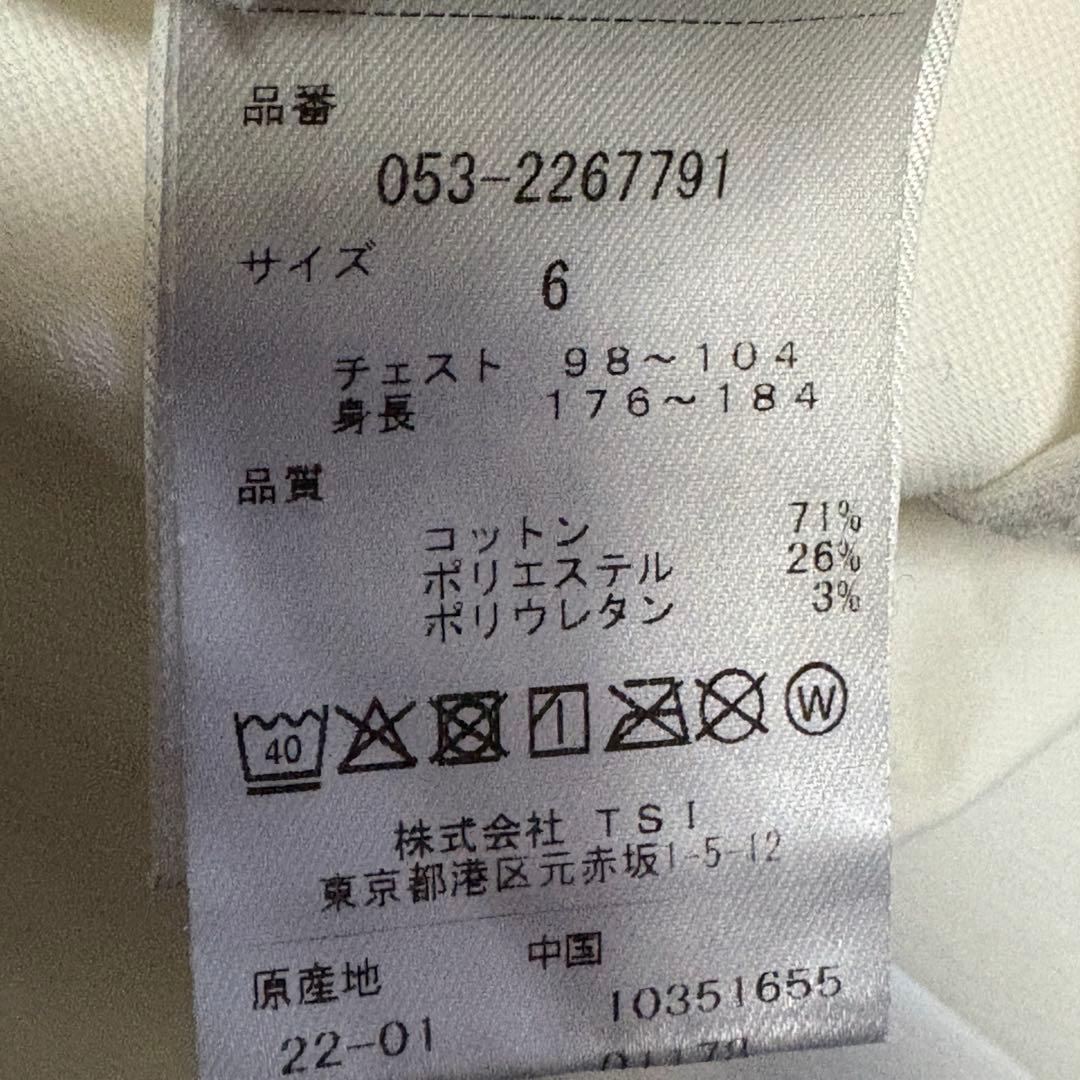 品番
053-2267791
サイズ 6
チェスト 98～104
身長 176～184
品質
コットン 71%
ポリエステル 26%
ポリウレタン 3%
40
W
株式会社 TSI
東京都港区元赤坂1-5-12
原産地 中国
22-01 10351655